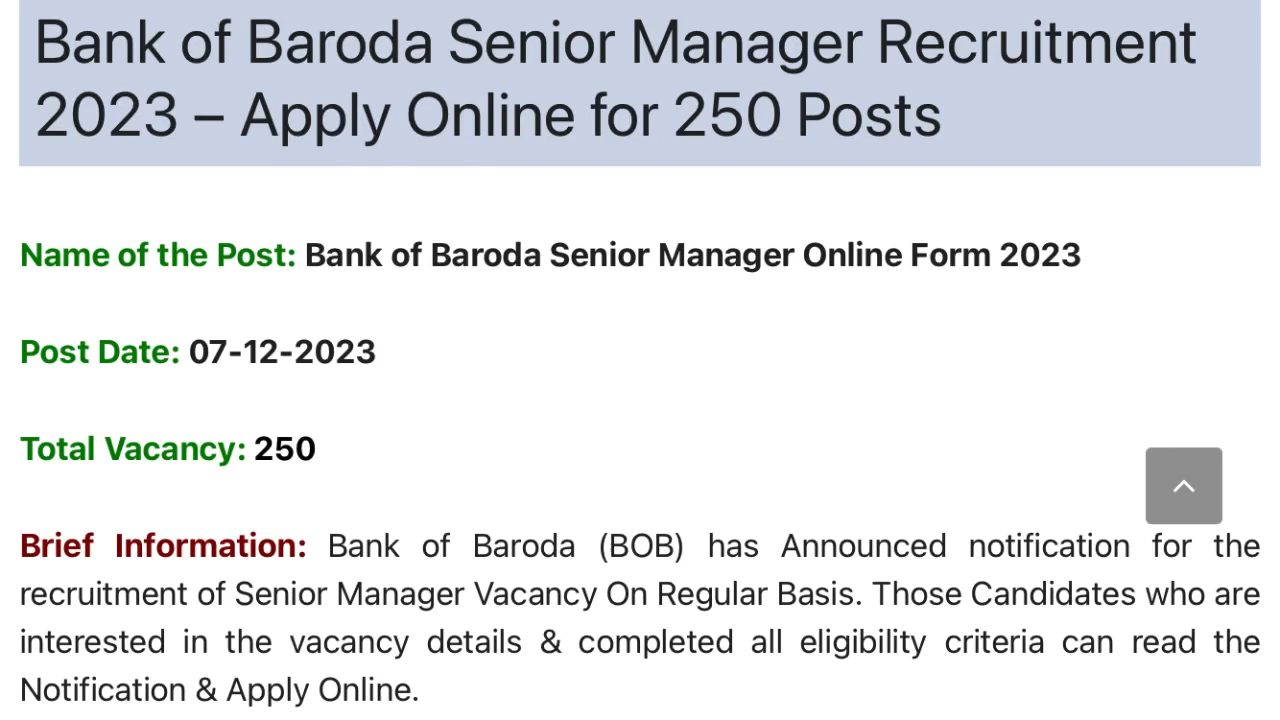 Bank of Baroda Senior Manager Recruitment
2023 – Apply Online for 250 Posts
Name of the Post: Bank of Baroda Senior Manager Online Form 2023
Post Date: 07-12-2023
Total Vacancy: 250
Brief Information: Bank of Baroda (BOB) has Announced notification for the
recruitment of Senior Manager Vacancy On Regular Basis. Those Candidates who are
interested in the vacancy details & completed all eligibility criteria can read the
Notification & Apply Online.